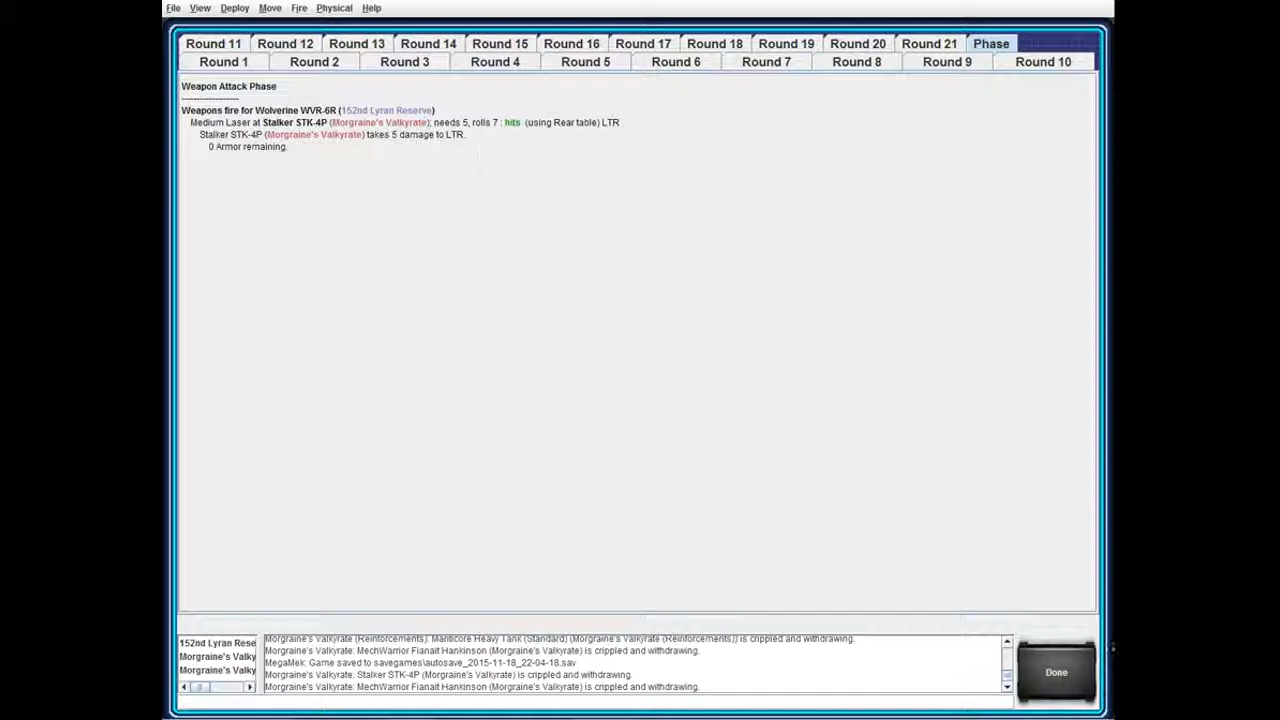 File View Deploy Move Fire Physical Help
Round 11 Round 12 Round 13 Round 14 Round 15 Round 16 Round 17 Round 18 Round 19 Round 20 Round 21 Phase
Round 1 Round 2 Round 3 Round 4 Round 5 Round 6 Round 7 Round 8 Round 9 Round 10
Weapon Attack Phase
-------------------
Weapons fire for Wolverine WVR-6R (152nd Lyran Reserve)
Medium Laser at Stalker STK-4P (Morgraine's Valkyrate); needs 5, rolls 7 : hits (using Rear table) LTR
Stalker STK-4P (Morgraine's Valkyrate) takes 5 damage to LTR.
0 Armor remaining.
152nd Lyran Rese
Morgraine's Valky
Morgraine's Valky
Morgraine's Valkyrate (Reinforcements): Manticore Heavy Tank (Standard) (Morgraine's Valkyrate (Reinforcements)) is crippled and withdrawing.
Morgraine's Valkyrate: MechWarrior Fianait Hankinson (Morgraine's Valkyrate) is crippled and withdrawing.
MegaMek: Game saved to savegames\autosave_2015-11-18_22-04-18.sav
Morgraine's Valkyrate: Stalker STK-4P (Morgraine's Valkyrate) is crippled and withdrawing.
Morgraine's Valkyrate: MechWarrior Fianait Hankinson (Morgraine's Valkyrate) is crippled and withdrawing.
Done